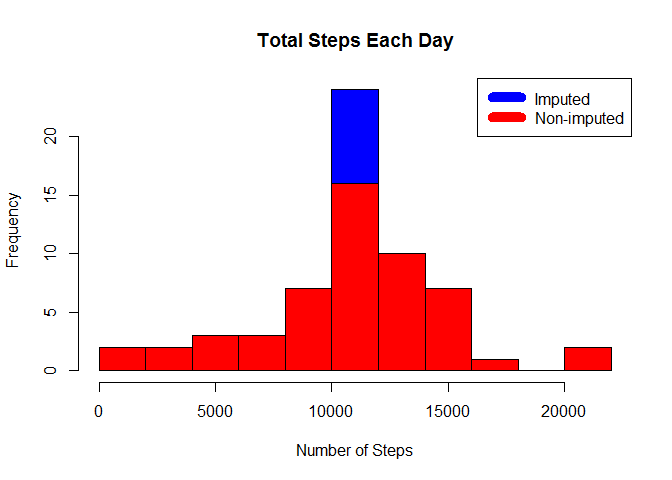 Total Steps Each Day
Imputed
Non-imputed
Frequency
20
15
10
5
0
0 5000 10000 15000 20000
Number of Steps